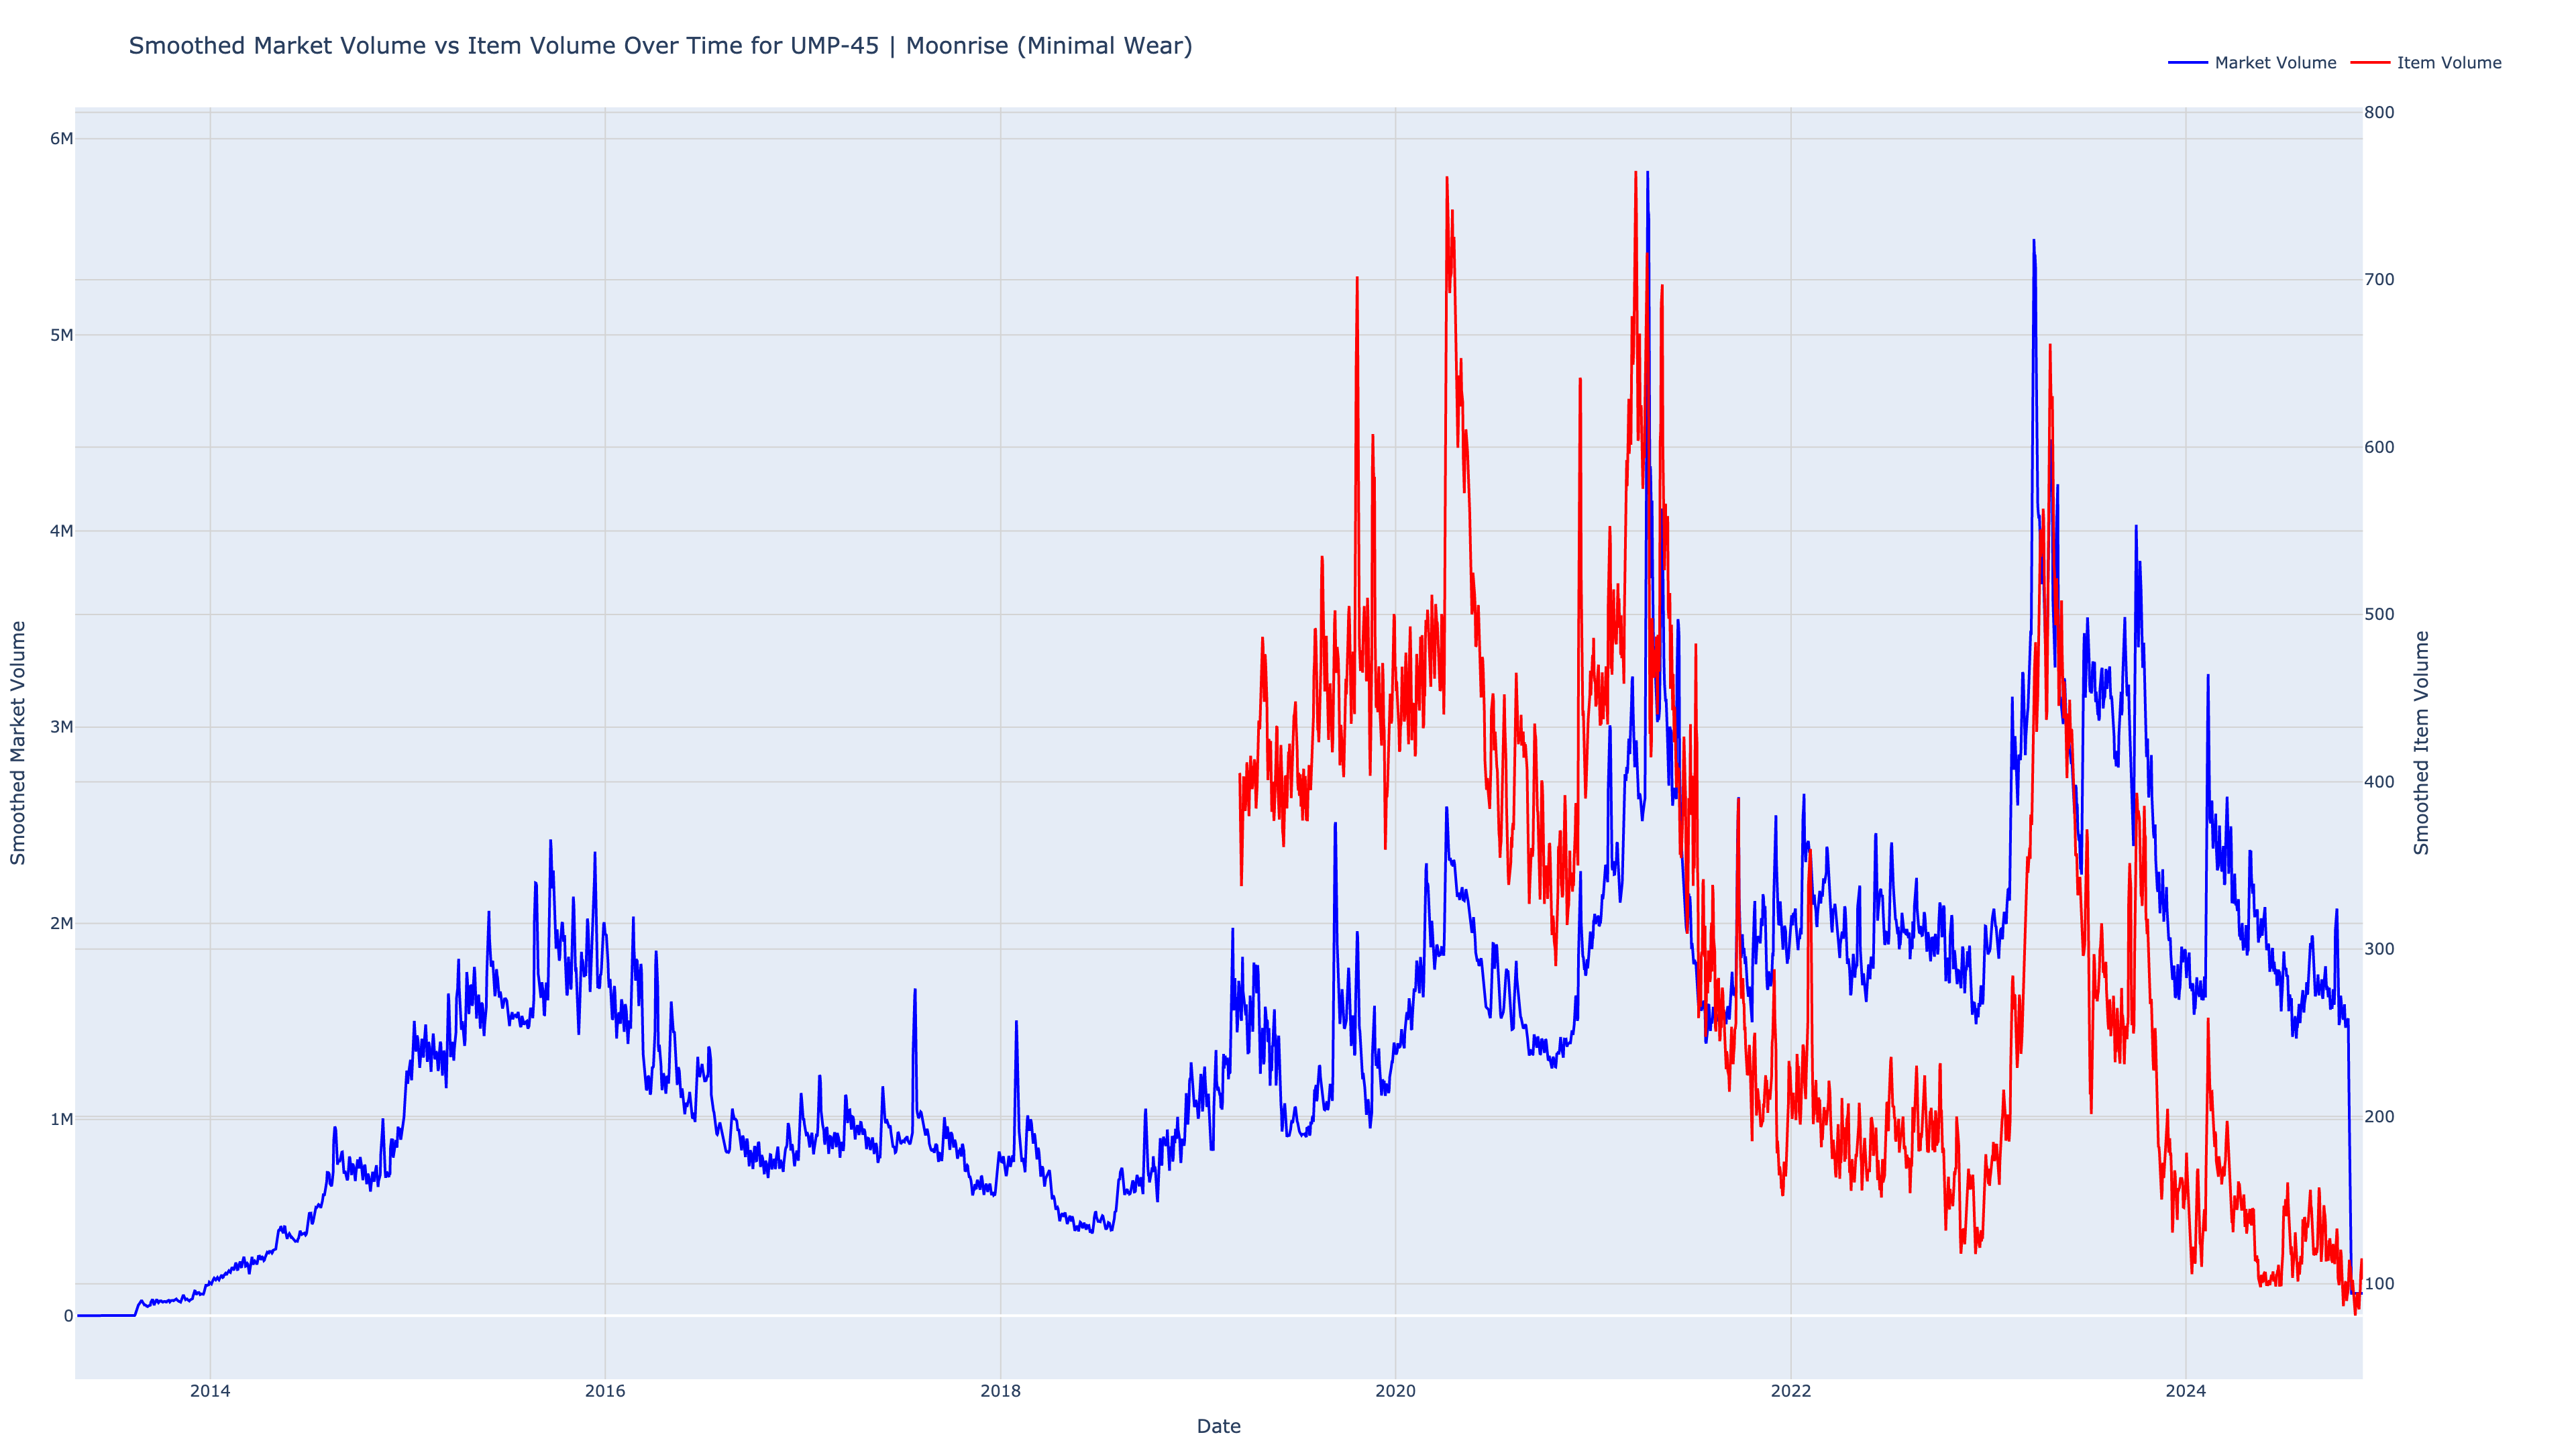 Smoothed Market Volume vs Item Volume Over Time for UMP-45 | Moonrise (Minimal Wear)
Market Volume
Item Volume
6M
5M
4M
3M
2M
1M
0
Smoothed Market Volume
800
700
600
500
400
300
200
100
Smoothed Item Volume
2014
2016
2018
2020
2022
2024
Date